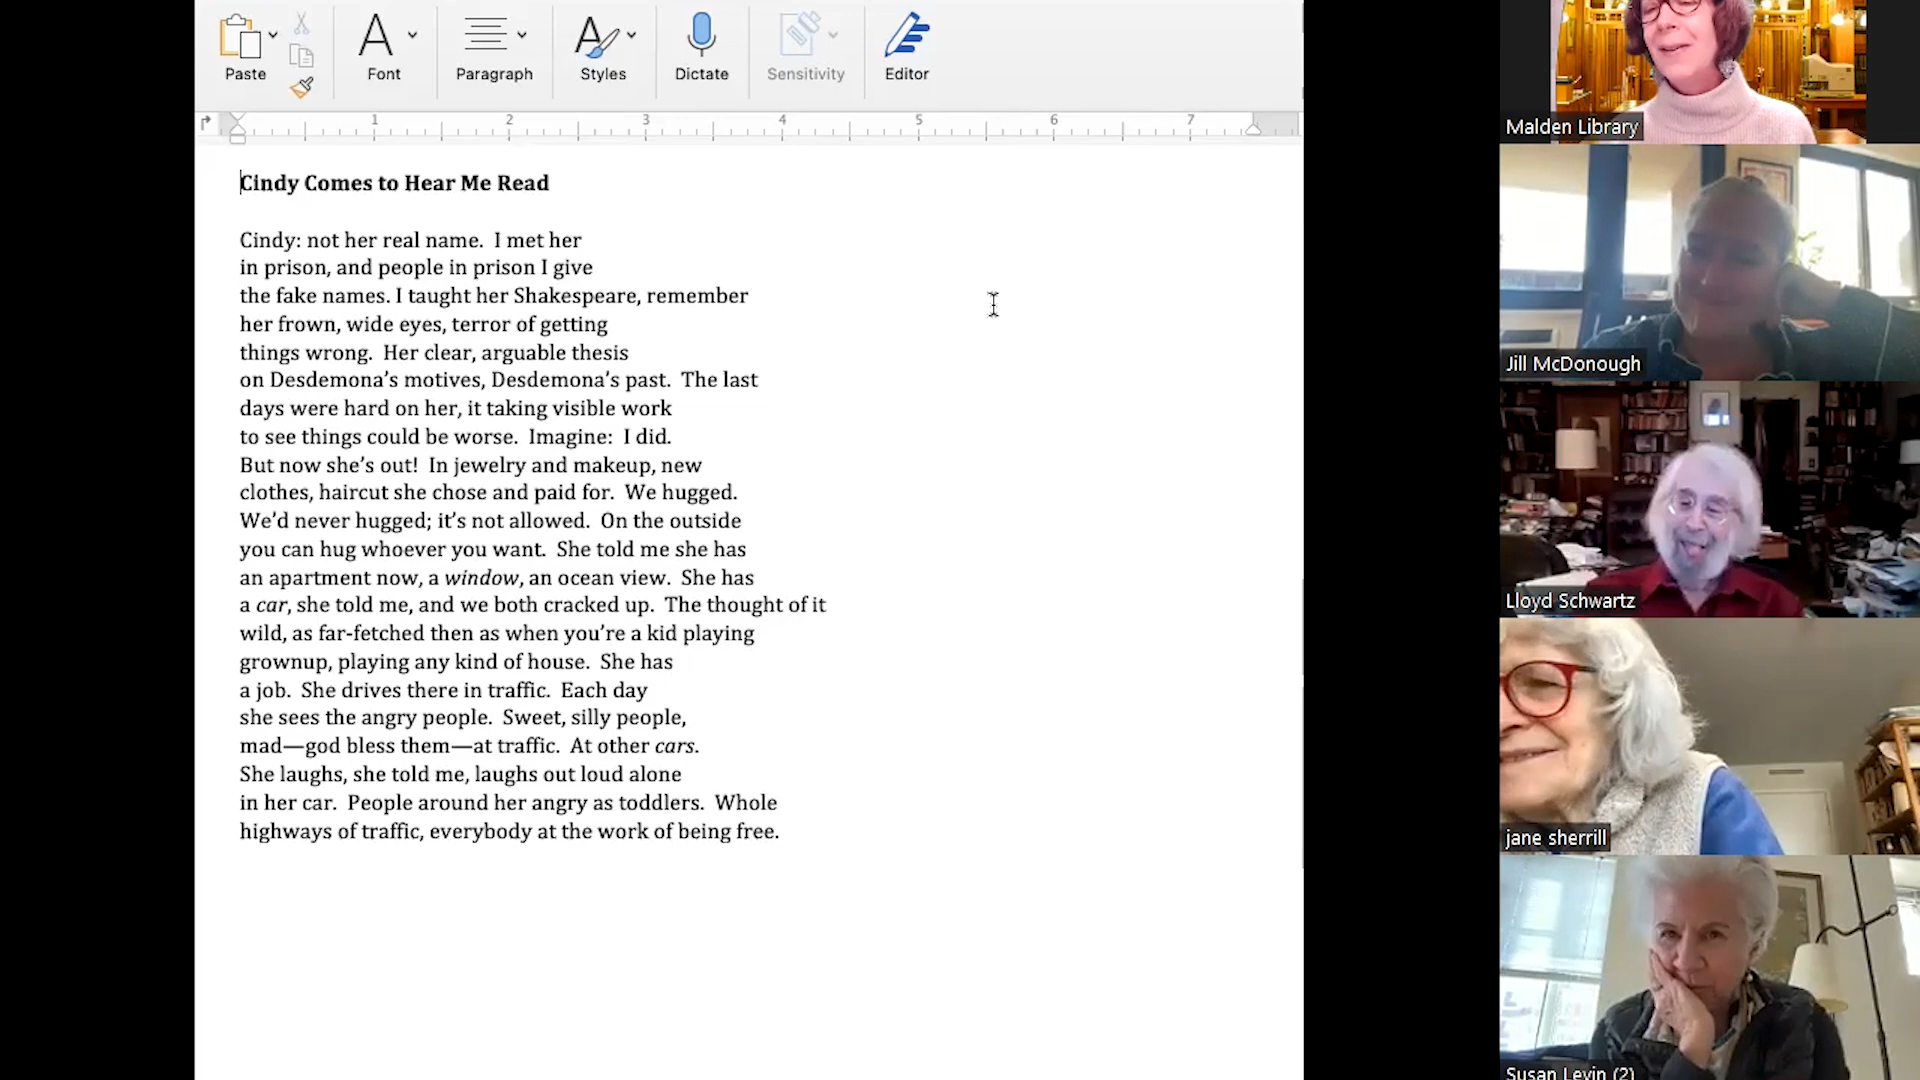 Paste
Font
Paragraph
Styles
Dictate
Sensitivity
Editor
1 2 3 4 5 6 7
Cindy Comes to Hear Me Read
Cindy: not her real name.  I met her
in prison, and people in prison I give
the fake names. I taught her Shakespeare, remember
her frown, wide eyes, terror of getting
things wrong.  Her clear, arguable thesis
on Desdemona’s motives, Desdemona’s past.  The last
days were hard on her, it taking visible work
to see things could be worse.  Imagine:  I did.
But now she’s out!  In jewelry and makeup, new
clothes, haircut she chose and paid for.  We hugged.
We’d never hugged; it’s not allowed.  On the outside
you can hug whoever you want.  She told me she has
an apartment now, a window, an ocean view.  She has
a car, she told me, and we both cracked up.  The thought of it
wild, as far-fetched then as when you’re a kid playing
grownup, playing any kind of house.  She has
a job.  She drives there in traffic.  Each day
she sees the angry people.  Sweet, silly people,
mad—god bless them—at traffic.  At other cars.
She laughs, she told me, laughs out loud alone
in her car.  People around her angry as toddlers.  Whole
highways of traffic, everybody at the work of being free.
Malden Library
Jill McDonough
Lloyd Schwartz
jane sherrill
Susan Levin (2)